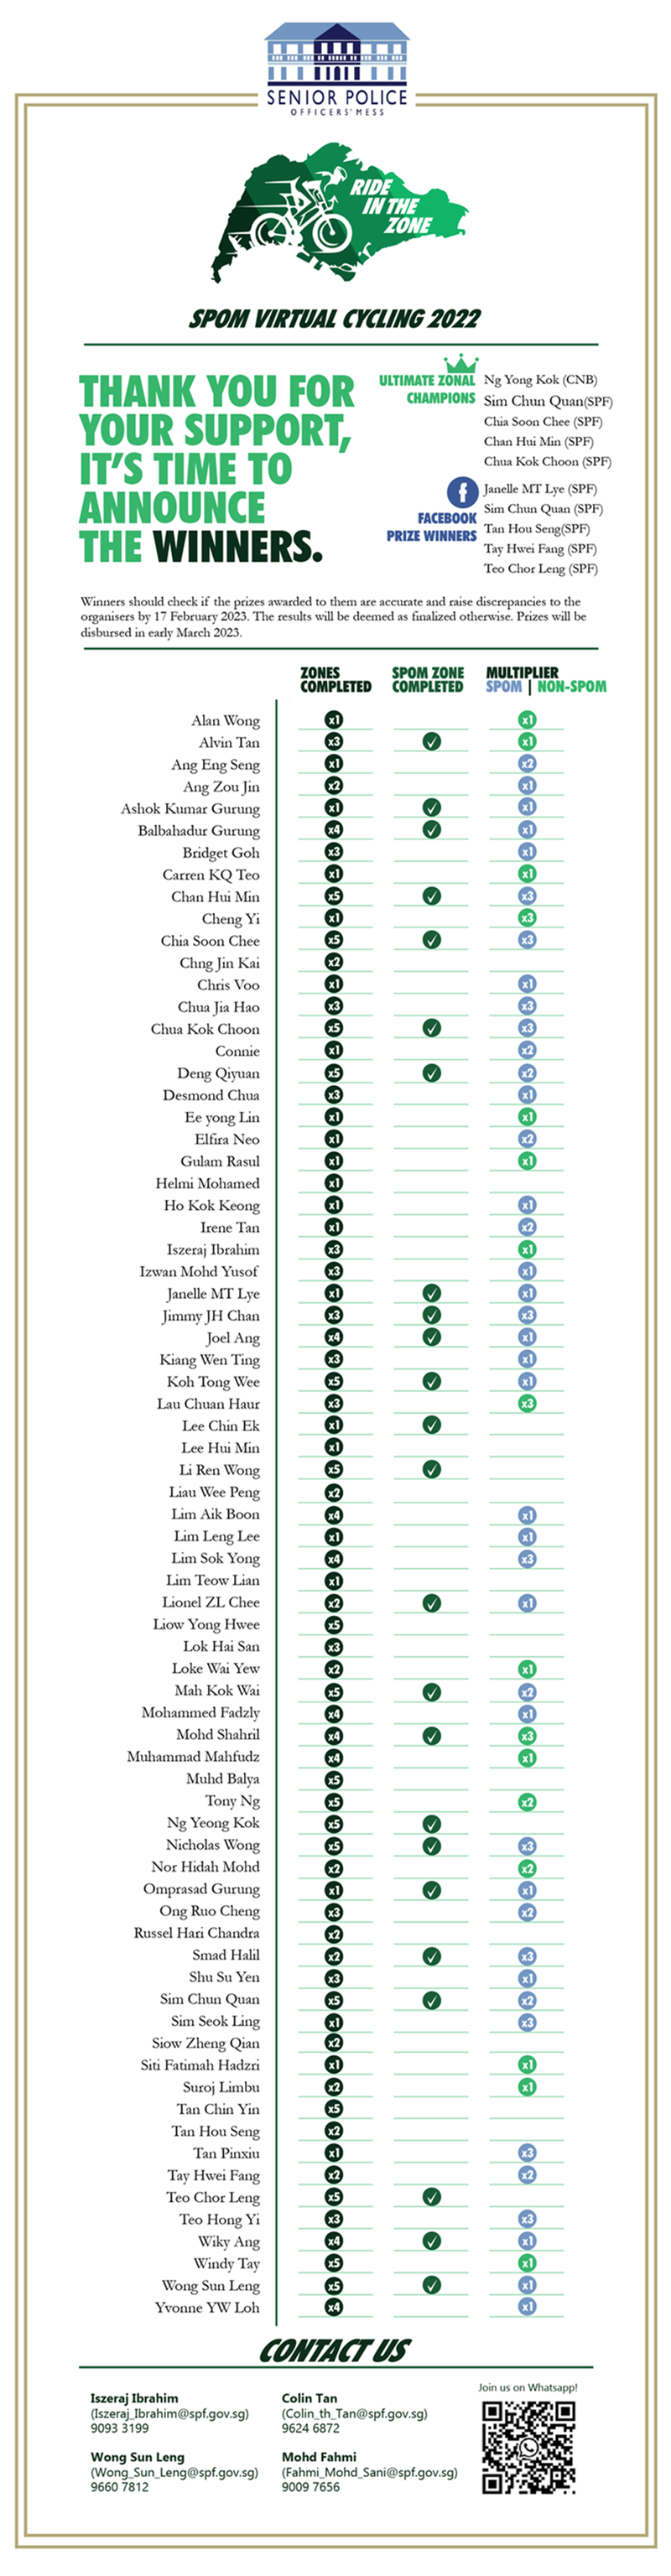 SENIOR POLICE
OFFICERS' MESS
RIDE
IN THE
ZONE
SPOM VIRTUAL CYCLING 2022
THANK YOU FOR
YOUR SUPPORT,
IT'S TIME TO
ANNOUNCE
THE WINNERS.
ULTIMATE ZONAL
CHAMPIONS
Ng Yong Kok (CNB)
Sim Chun Quan(SPF)
Chia Soon Chee (SPF)
Chan Hui Min (SPF)
Chua Kok Choon (SPF)
FACEBOOK
PRIZE WINNERS
Janelle MT Lye (SPF)
Sim Chun Quan (SPF)
Tan Hou Seng(SPF)
Tay Hwei Fang (SPF)
Teo Chor Leng (SPF)
Winners should check if the prizes awarded to them are accurate and raise discrepancies to the
organisers by 17 February 2023. The results will be deemed as finalized otherwise. Prizes will be
disbursed in early March 2023.
ZONES COMPLETED SPOM ZONE COMPLETED MULTIPLIER SPOM | NON-SPOM
Alan Wong x1 x1
Alvin Tan x3 ✓ x1
Ang Eng Seng x1 x2
Ang Zou Jin x2 x1
Ashok Kumar Gurung x1 ✓ x1
Balbahadur Gurung x4 ✓ x1
Bridget Goh x3 x1
Carren KQ Teo x1 x1
Chan Hui Min x5 ✓ x3
Cheng Yi x1 x3
Chia Soon Chee x5 ✓ x3
Chng Jin Kai x2
Chris Voo x1 x1
Chua Jia Hao x3 x3
Chua Kok Choon x5 ✓ x3
Connie x1 x2
Deng Qiyuan x5 ✓ x2
Desmond Chua x3 x1
Ee yong Lin x1 x1
Elfira Neo x1 x2
Gulam Rasul x1 x1
Helmi Mohamed x1
Ho Kok Keong x1 x1
Irene Tan x1 x2
Iszeraj Ibrahim x3 x1
Izwan Mohd Yusof x3 x1
Janelle MT Lye x1 ✓ x1
Jimmy JH Chan x3 ✓ x3
Joel Ang x4 ✓ x1
Kiang Wen Ting x3 x1
Koh Tong Wee x5 ✓ x1
Lau Chuan Haur x3 x3
Lee Chin Ek x1 ✓
Lee Hui Min x1
Li Ren Wong x5 ✓
Liau Wee Peng x2
Lim Aik Boon x4 x1
Lim Leng Lee x1 x1
Lim Sok Yong x4 x3
Lim Teow Lian x1
Lionel ZL Chee x2 ✓ x1
Liow Yong Hwee x5
Lok Hai San x3
Loke Wai Yew x2 x1
Mah Kok Wai x5 ✓ x2
Mohammed Fadzly x4 x1
Mohd Shahril x4 ✓ x3
Muhammad Mahfudz x4 x1
Muhd Balya x5
Tony Ng x5 x2
Ng Yeong Kok x5 ✓
Nicholas Wong x5 ✓ x3
Nor Hidah Mohd x2 x2
Omprasad Gurung x1 ✓ x1
Ong Ruo Cheng x3 x2
Russel Hari Chandra x2
Smad Halil x2 ✓ x3
Shu Su Yen x3 x1
Sim Chun Quan x5 ✓ x2
Sim Seok Ling x1 x3
Siow Zheng Qian x2
Siti Fatimah Hadzri x1 x1
Suroj Limbu x2 x1
Tan Chin Yin x5
Tan Hou Seng x2
Tan Pinxiu x1 x3
Tay Hwei Fang x2 x2
Teo Chor Leng x5 ✓
Teo Hong Yi x3 x3
Wiky Ang x4 ✓ x1
Windy Tay x5 x1
Wong Sun Leng x5 ✓ x1
Yvonne YW Loh x4 x1
CONTACT US
Iszeraj Ibrahim
(Iszeraj_Ibrahim@spf.gov.sg)
9093 3199
Wong Sun Leng
(Wong_Sun_Leng@spf.gov.sg)
9660 7812
Colin Tan
(Colin_th_Tan@spf.gov.sg)
9624 6872
Mohd Fahmi
(Fahmi_Mohd_Sani@spf.gov.sg)
9009 7656
Join us on Whatsapp!